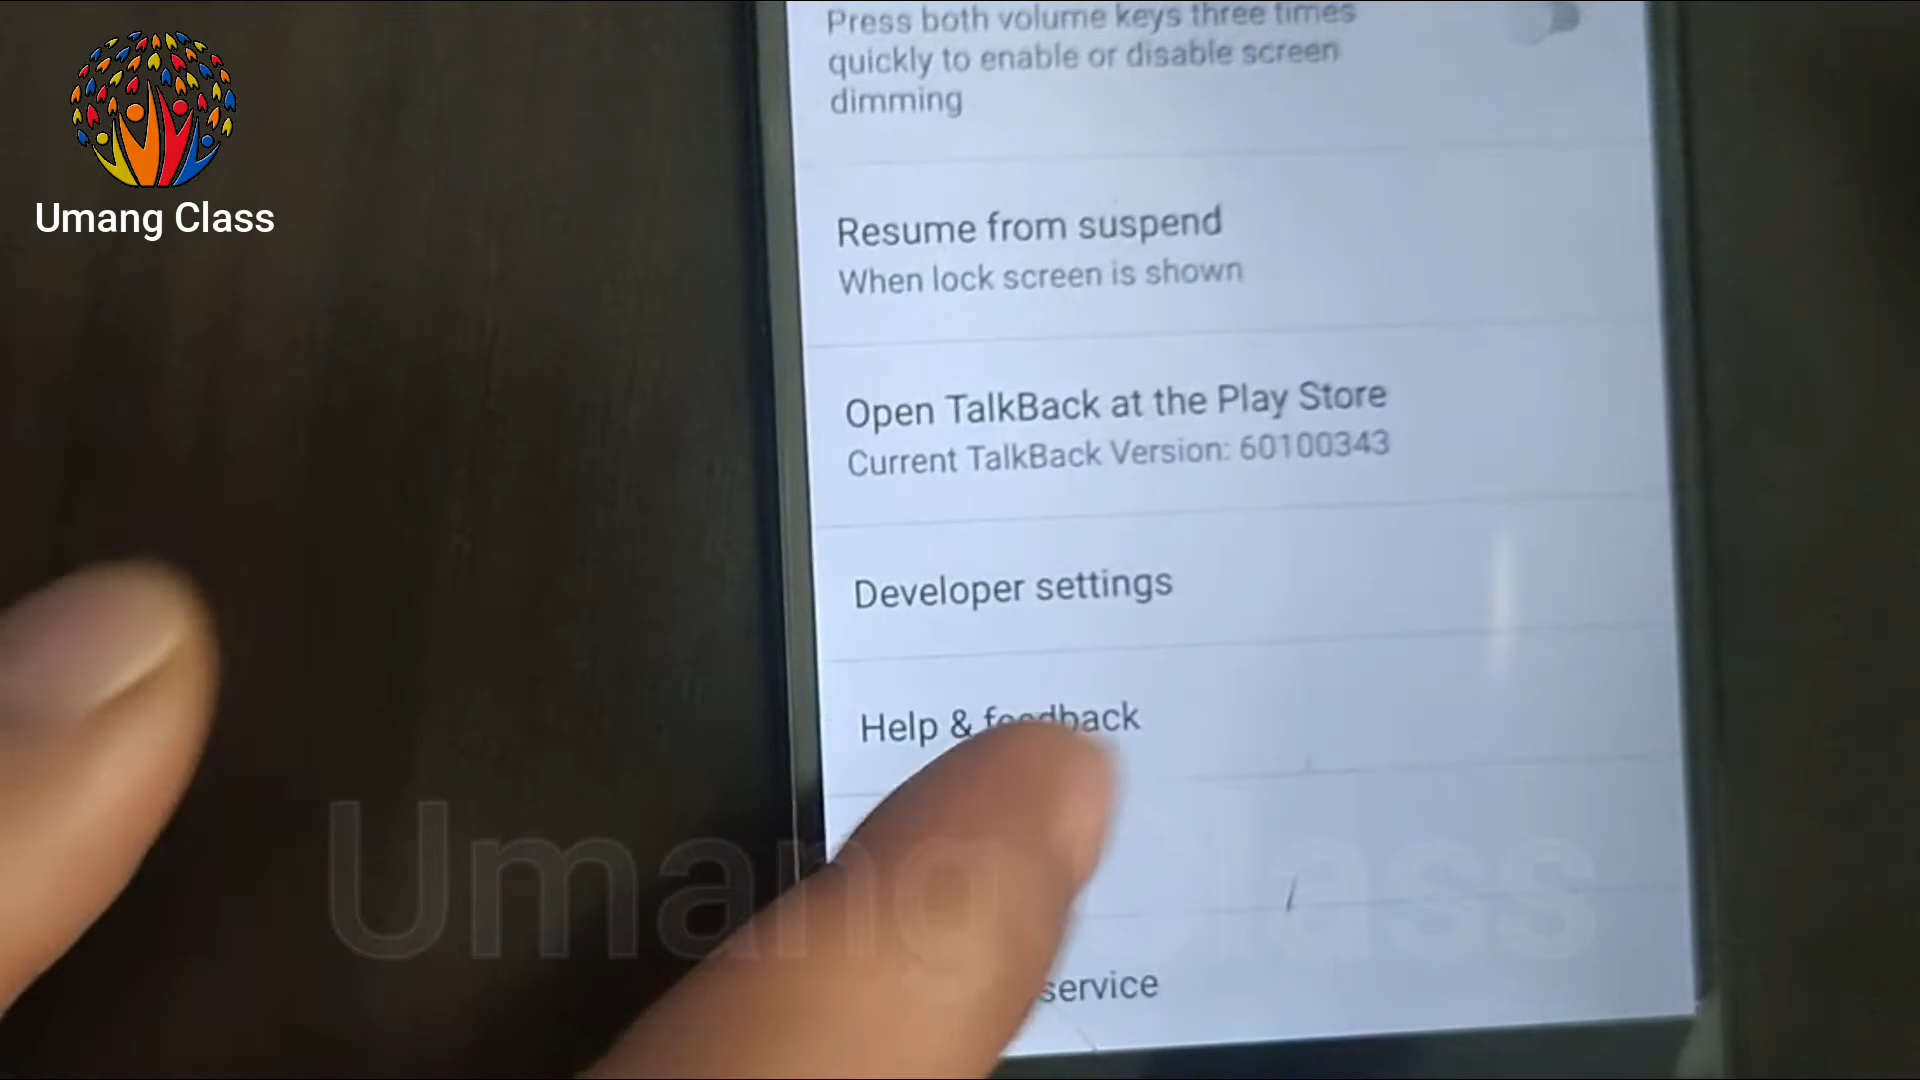 Umang Class
Press both volume keys three times
quickly to enable or disable screen
dimming
Resume from suspend
When lock screen is shown
Open TalkBack at the Play Store
Current TalkBack Version: 60100343
Developer settings
Help & feedback
Umang Class
service